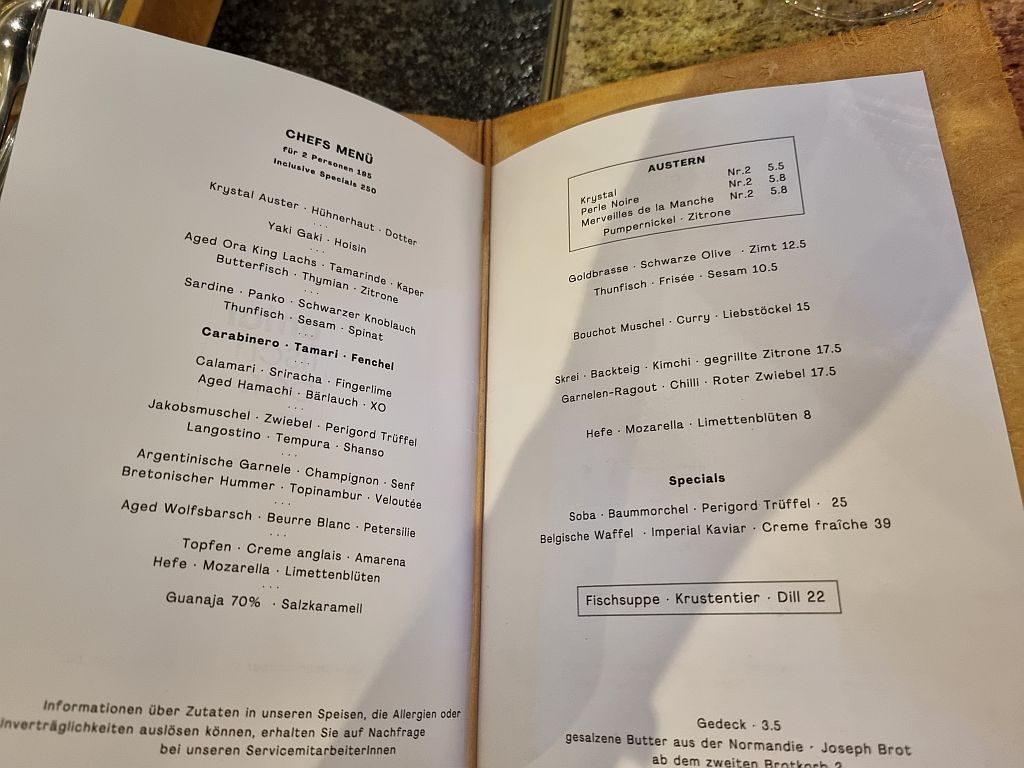 CHEFS MENÜ
für 2 Personen 195
Inclusive Specials 250
Krystal Auster · Hühnerhaut · Dotter
...
Yaki Gaki · Hoisin
...
Aged Ora King Lachs · Tamarinde · Kaper
Butterfisch · Thymian · Zitrone
...
Sardine · Panko · Schwarzer Knoblauch
Thunfisch · Sesam · Spinat
...
Carabinero · Tamari · Fenchel
...
Calamari · Sriracha · Fingerlime
Aged Hamachi · Bärlauch · XO
...
Jakobsmuschel · Zwiebel · Perigord Trüffel
Langostino · Tempura · Shanso
...
Argentinische Garnele · Champignon · Senf
Bretonischer Hummer · Topinambur · Veloutée
...
Aged Wolfsbarsch · Beurre Blanc · Petersilie
...
Topfen · Creme anglais · Amarena
Hefe · Mozarella · Limettenblüten
...
Guanaja 70% · Salzkaramell
Informationen über Zutaten in unseren Speisen, die Allergien oder
Inverträglichkeiten auslösen können, erhalten Sie auf Nachfrage
bei unseren ServicemitarbeiterInnen
AUSTERN
Krystal Nr.2 5.5
Perle Noire Nr.2 5.8
Merveilles de la Manche Nr.2 5.8
Pumpernickel · Zitrone
Goldbrasse · Schwarze Olive · Zimt 12.5
Thunfisch · Frisée · Sesam 10.5
Bouchot Muschel · Curry · Liebstöckel 15
Skrei · Backteig · Kimchi · gegrillte Zitrone 17.5
Garnelen-Ragout · Chilli · Roter Zwiebel 17.5
Hefe · Mozarella · Limettenblüten 8
Specials
Soba · Baummorchel · Perigord Trüffel · 25
Belgische Waffel · Imperial Kaviar · Creme fraîche 39
Fischsuppe · Krustentier · Dill 22
Gedeck · 3.5
gesalzene Butter aus der Normandie · Joseph Brot
ab dem zweiten Brotkorb 2